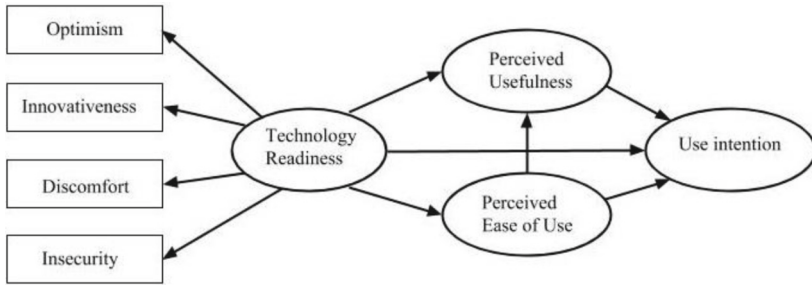 Optimism
Innovativeness
Discomfort
Insecurity
Technology
Readiness
Perceived
Usefulness
Perceived
Ease of Use
Use intention